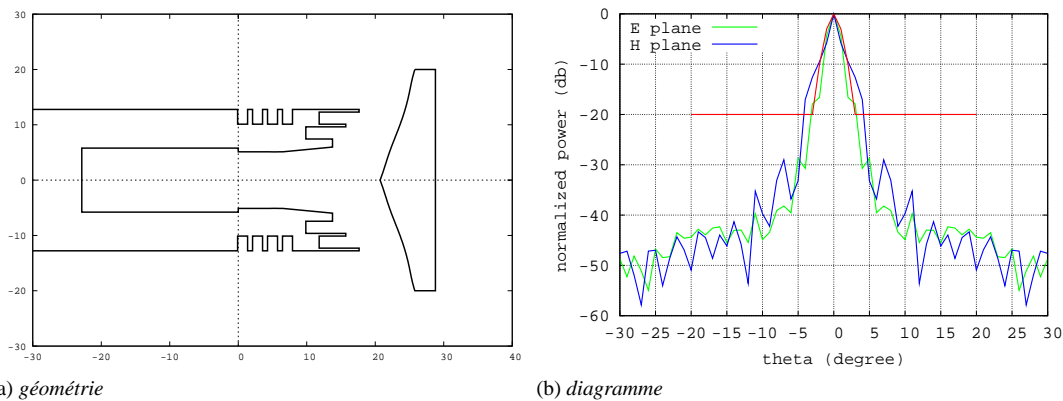 30
20
10
0
-10
-20
-30
-30 -20 -10 0 10 20 30 40
) géométrie
E plane
H plane
normalized power (db)
0
-10
-20
-30
-40
-50
-60
-30 -25 -20 -15 -10 -5 0 5 10 15 20 25 30
theta (degree)
(b) diagramme